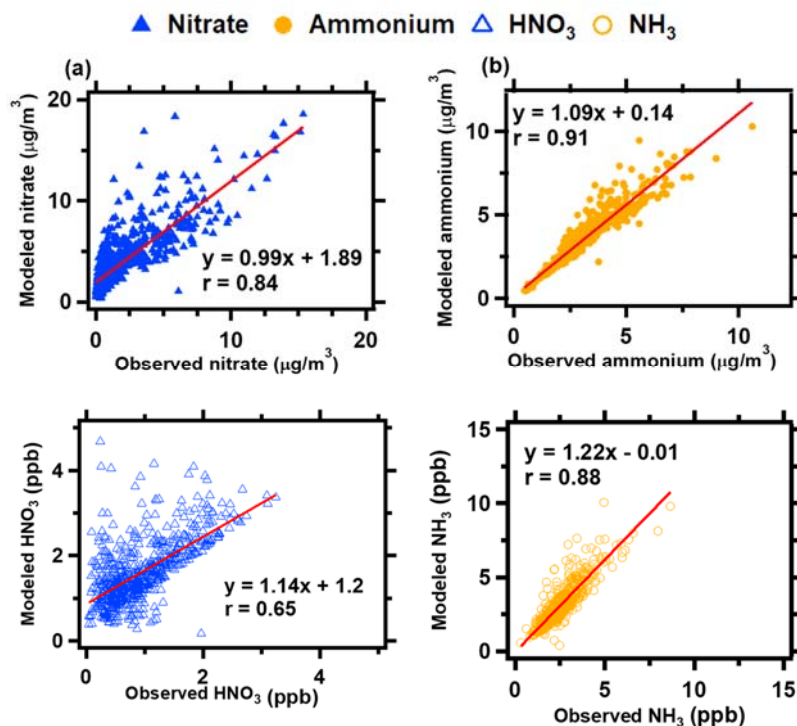 Nitrate Ammonium HNO₃ NH₃
(a)
Modeled nitrate (μg/m³)
20
10
0
y = 0.99x + 1.89
r = 0.84
0 5 10 15 20
Observed nitrate (μg/m³)
(b)
Modeled ammonium (μg/m³)
10
5
0
y = 1.09x + 0.14
r = 0.91
0 5 10
Observed ammonium (μg/m³)
Modeled HNO₃ (ppb)
4
2
0
y = 1.14x + 1.2
r = 0.65
0 2 4
Observed HNO₃ (ppb)
Modeled NH₃ (ppb)
15
10
5
0
y = 1.22x - 0.01
r = 0.88
0 5 10 15
Observed NH₃ (ppb)